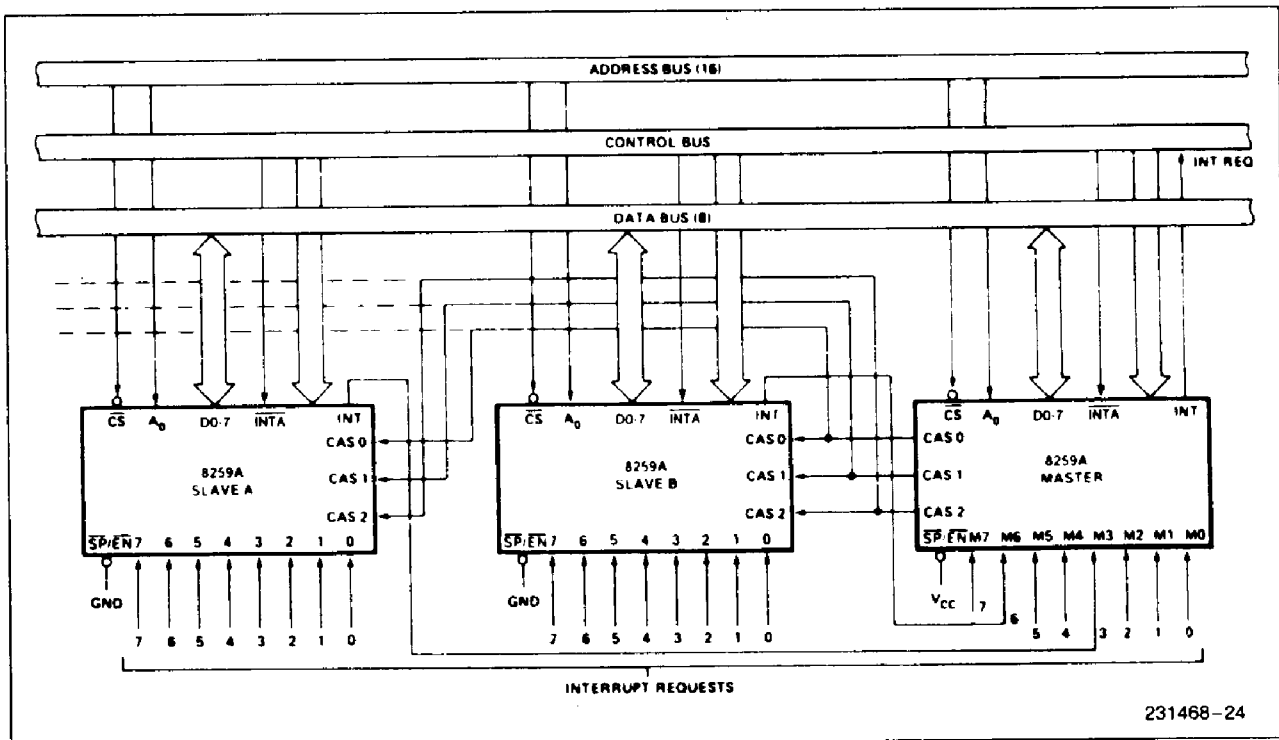 ADDRESS BUS (16)
CONTROL BUS
INT REQ
DATA BUS (8)
CS A0 D0-7 INTA INT
CAS 0
8259A
SLAVE A
CAS 1
CAS 2
SP/EN 7 6 5 4 3 2 1 0
GND
7 6 5 4 3 2 1 0
CS A0 D0-7 INTA INT
CAS 0
8259A
SLAVE B
CAS 1
CAS 2
SP/EN 7 6 5 4 3 2 1 0
GND
7 6 5 4 3 2 1 0
CS A0 D0-7 INTA INT
CAS 0
8259A
MASTER
CAS 1
CAS 2
SP/EN M7 M6 M5 M4 M3 M2 M1 M0
VCC
7 6 5 4 3 2 1 0
INTERRUPT REQUESTS
231468-24